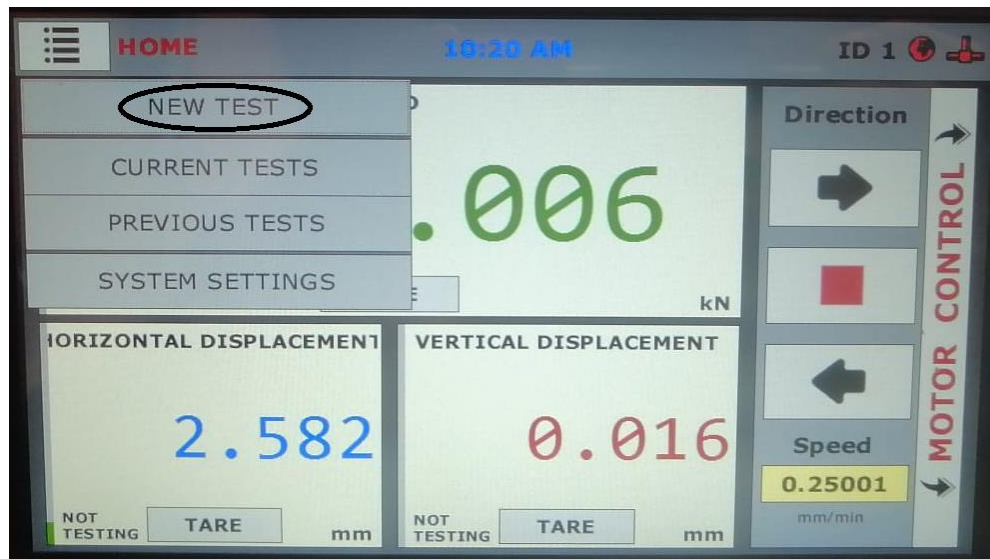 HOME
10:20 AM
ID 1
NEW TEST
CURRENT TESTS
PREVIOUS TESTS
SYSTEM SETTINGS
.006
kN
HORIZONTAL DISPLACEMENT
2.582
NOT
TESTING
TARE
mm
VERTICAL DISPLACEMENT
0.016
NOT
TESTING
TARE
mm
Direction
Speed
0.25001
mm/min
MOTOR CONTROL